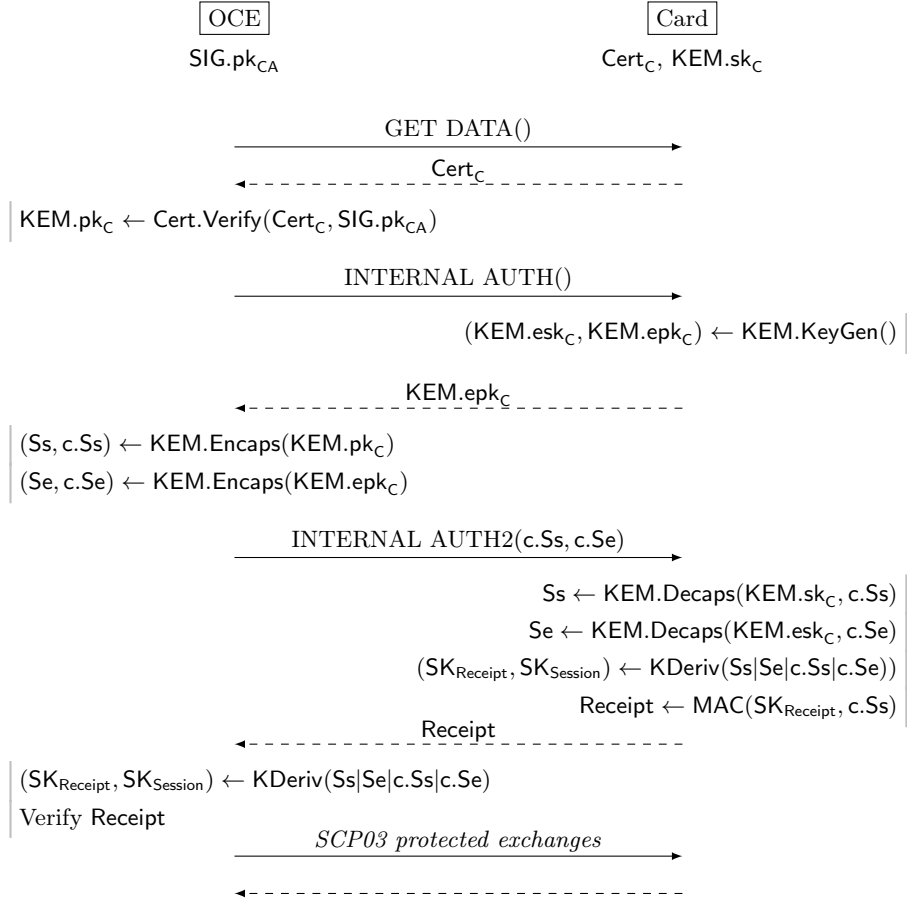 OCE Card
SIG.pk_CA Cert_C, KEM.sk_C
GET DATA()
Cert_C
KEM.pk_C ← Cert.Verify(Cert_C, SIG.pk_CA)
INTERNAL AUTH()
(KEM.esk_C, KEM.epk_C) ← KEM.KeyGen()
KEM.epk_C
(Ss, c.Ss) ← KEM.Encaps(KEM.pk_C)
(Se, c.Se) ← KEM.Encaps(KEM.epk_C)
INTERNAL AUTH2(c.Ss, c.Se)
Ss ← KEM.Decaps(KEM.sk_C, c.Ss)
Se ← KEM.Decaps(KEM.esk_C, c.Se)
(SK_Receipt, SK_Session) ← KDeriv(Ss|Se|c.Ss|c.Se))
Receipt ← MAC(SK_Receipt, c.Ss)
Receipt
(SK_Receipt, SK_Session) ← KDeriv(Ss|Se|c.Ss|c.Se)
Verify Receipt
SCP03 protected exchanges